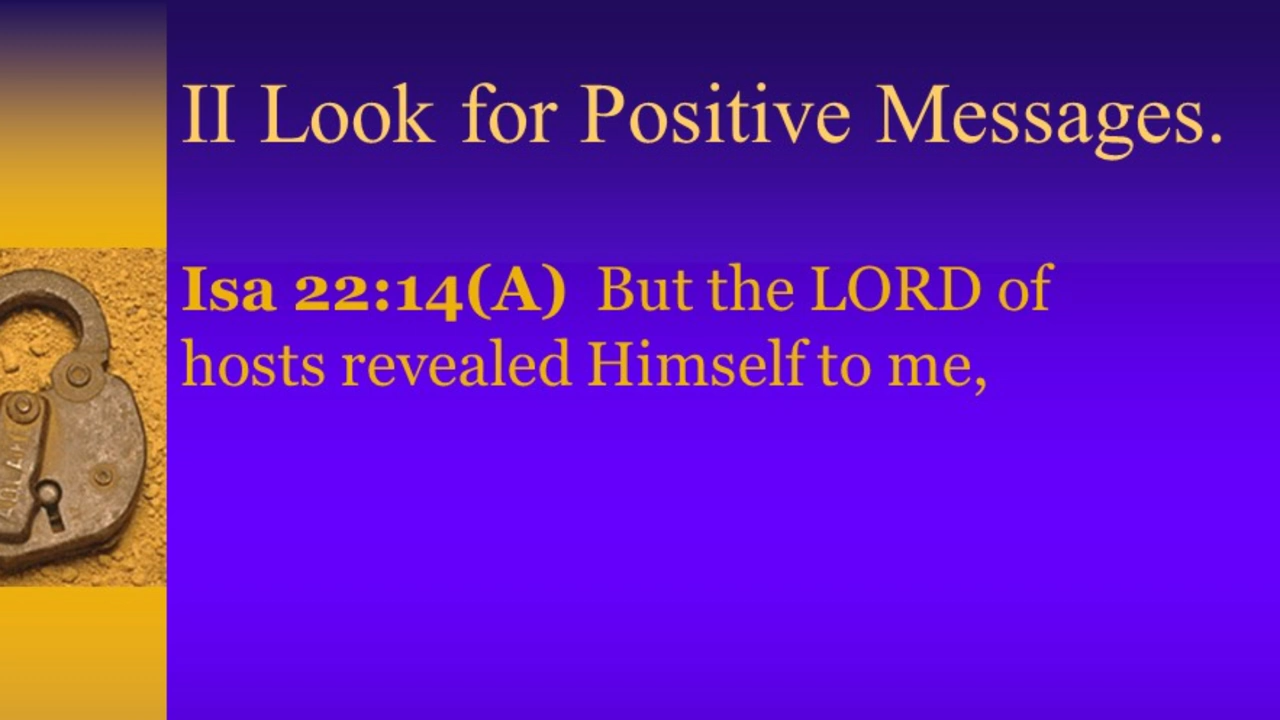 II Look for Positive Messages.
Isa 22:14(A) But the LORD of
hosts revealed Himself to me,